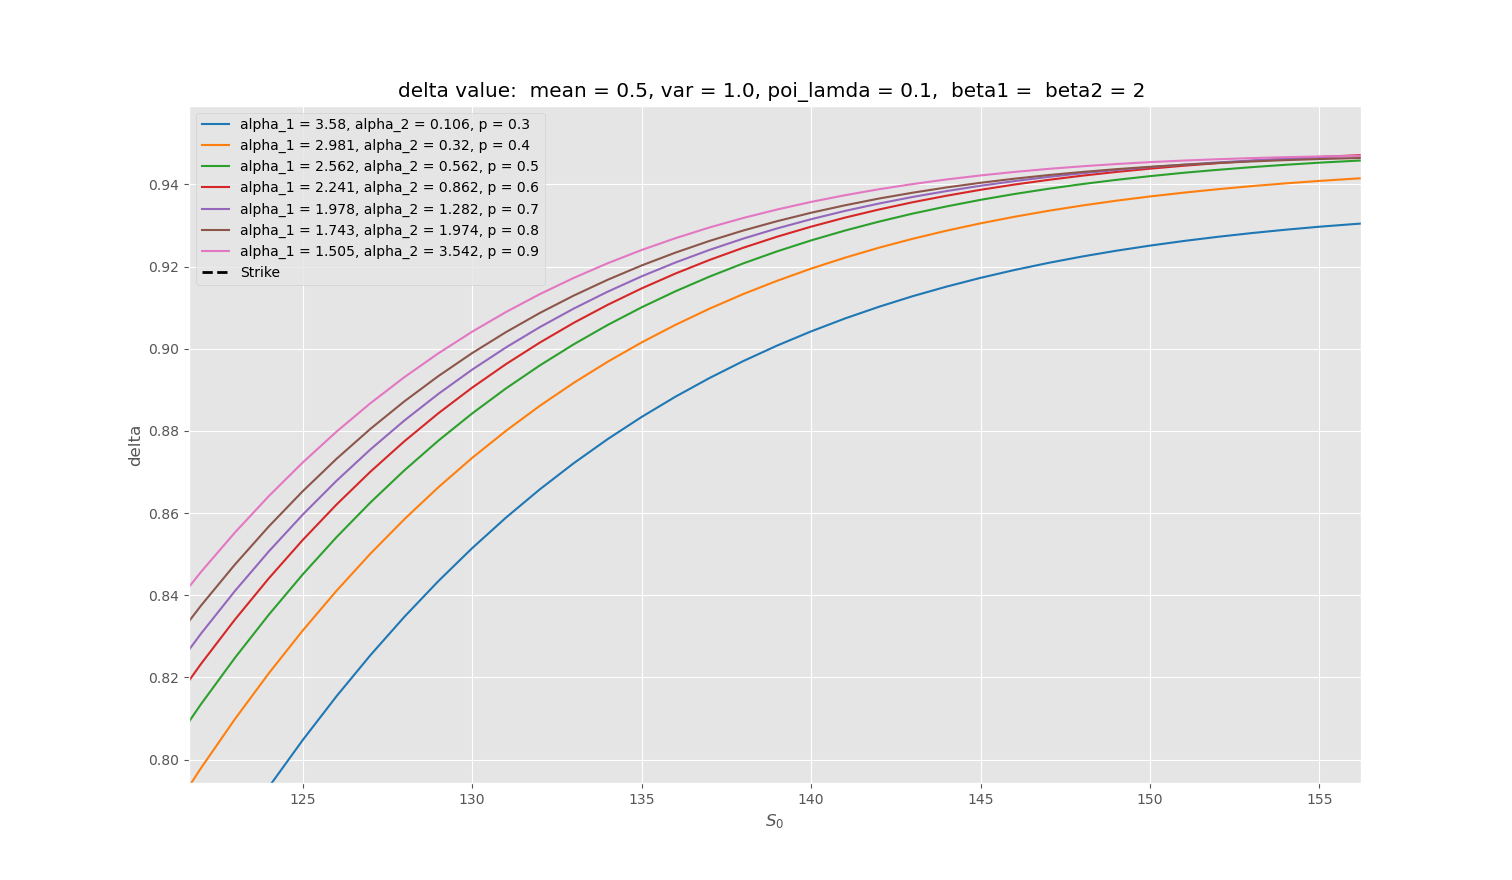 delta value:  mean = 0.5, var = 1.0, poi_lamda = 0.1,  beta1 =  beta2 = 2
alpha_1 = 3.58, alpha_2 = 0.106, p = 0.3
alpha_1 = 2.981, alpha_2 = 0.32, p = 0.4
alpha_1 = 2.562, alpha_2 = 0.562, p = 0.5
alpha_1 = 2.241, alpha_2 = 0.862, p = 0.6
alpha_1 = 1.978, alpha_2 = 1.282, p = 0.7
alpha_1 = 1.743, alpha_2 = 1.974, p = 0.8
alpha_1 = 1.505, alpha_2 = 3.542, p = 0.9
Strike
0.94
0.92
0.90
0.88
0.86
0.84
0.82
0.80
delta
125 130 135 140 145 150 155
S_0